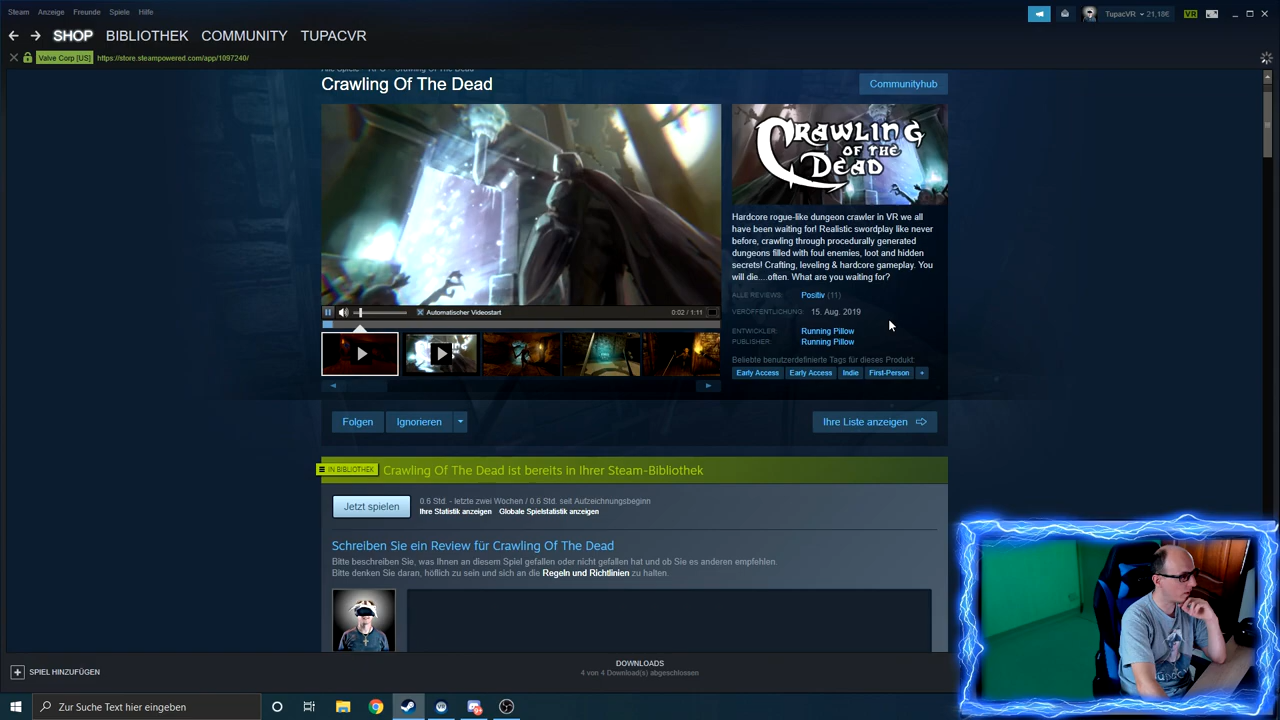 Steam Anzeige Freunde Spiele Hilfe
TupacVR 21,18€ VR
SHOP BIBLIOTHEK COMMUNITY TUPACVR
Valve Corp [US] https://store.steampowered.com/app/1097240/
Crawling Of The Dead
Communityhub
CRAWLING
OF THE
DEAD
Hardcore rogue-like dungeon crawler in VR we all
have been waiting for! Realistic swordplay like never
before, crawling through procedurally generated
dungeons filled with foul enemies, loot and hidden
secrets! Crafting, leveling & hardcore gameplay. You
will die....often. What are you waiting for?
ALLE REVIEWS: Positiv (11)
VERÖFFENTLICHUNG: 15. Aug. 2019
ENTWICKLER: Running Pillow
PUBLISHER: Running Pillow
Beliebte benutzerdefinierte Tags für dieses Produkt:
Early Access Early Access Indie First-Person +
Automatischer Videostart 0:02 / 1:11
Folgen Ignorieren Ihre Liste anzeigen
IN BIBLIOTHEK Crawling Of The Dead ist bereits in Ihrer Steam-Bibliothek
Jetzt spielen
0.6 Std. - letzte zwei Wochen / 0.6 Std. seit Aufzeichnungsbeginn
Ihre Statistik anzeigen Globale Spielstatistik anzeigen
Schreiben Sie ein Review für Crawling Of The Dead
Bitte beschreiben Sie, was Ihnen an diesem Spiel gefallen oder nicht gefallen hat und ob Sie es anderen empfehlen.
Bitte denken Sie daran, höflich zu sein und sich an die Regeln und Richtlinien zu halten.
+ SPIEL HINZUFÜGEN
DOWNLOADS
4 von 4 Download(s) abgeschlossen
Zur Suche Text hier eingeben